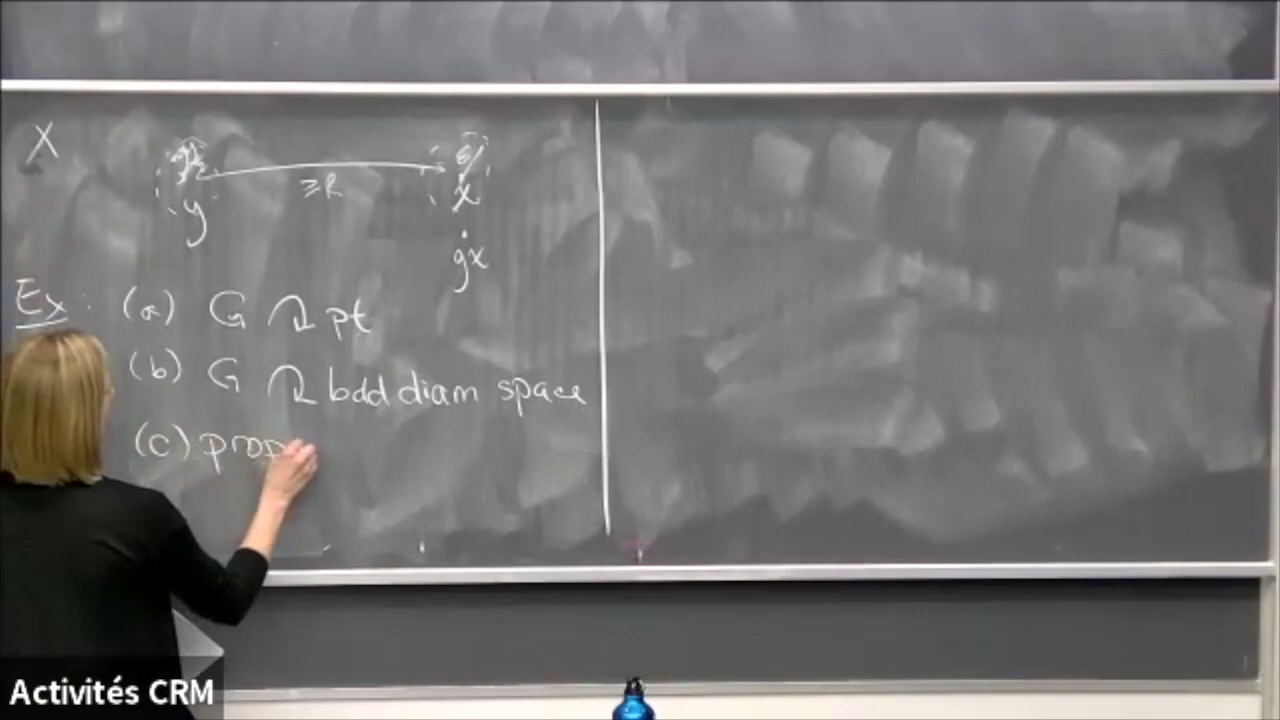 X
≥R
x
y
gx
Ex: (a) G ↷ pt
(b) G ↷ bdd diam space
(c) prop
Activités CRM